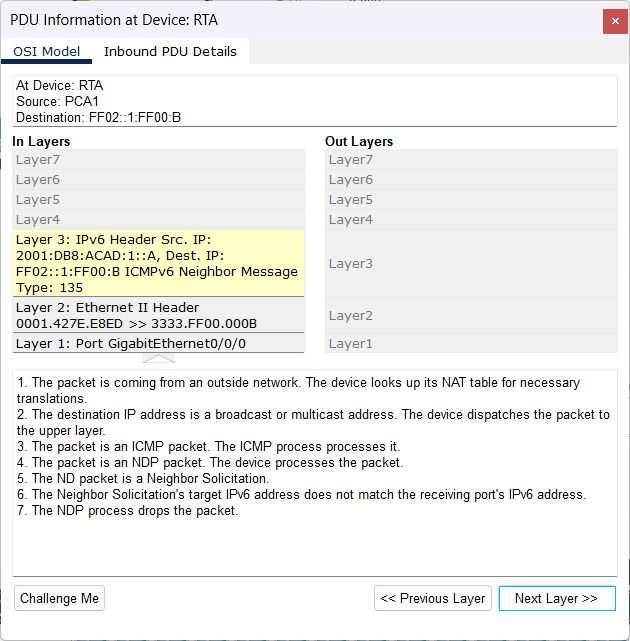 PDU Information at Device: RTA
OSI Model
Inbound PDU Details
At Device: RTA
Source: PCA1
Destination: FF02::1:FF00:B
In Layers
Out Layers
Layer7
Layer7
Layer6
Layer6
Layer5
Layer5
Layer4
Layer4
Layer 3: IPv6 Header Src. IP:
2001:DB8:ACAD:1::A, Dest. IP:
FF02::1:FF00:B ICMPv6 Neighbor Message
Type: 135
Layer3
Layer 2: Ethernet II Header
0001.427E.E8ED >> 3333.FF00.000B
Layer2
Layer 1: Port GigabitEthernet0/0/0
Layer1
1. The packet is coming from an outside network. The device looks up its NAT table for necessary
translations.
2. The destination IP address is a broadcast or multicast address. The device dispatches the packet to
the upper layer.
3. The packet is an ICMP packet. The ICMP process processes it.
4. The packet is an NDP packet. The device processes the packet.
5. The ND packet is a Neighbor Solicitation.
6. The Neighbor Solicitation's target IPv6 address does not match the receiving port's IPv6 address.
7. The NDP process drops the packet.
Challenge Me
<< Previous Layer
Next Layer >>